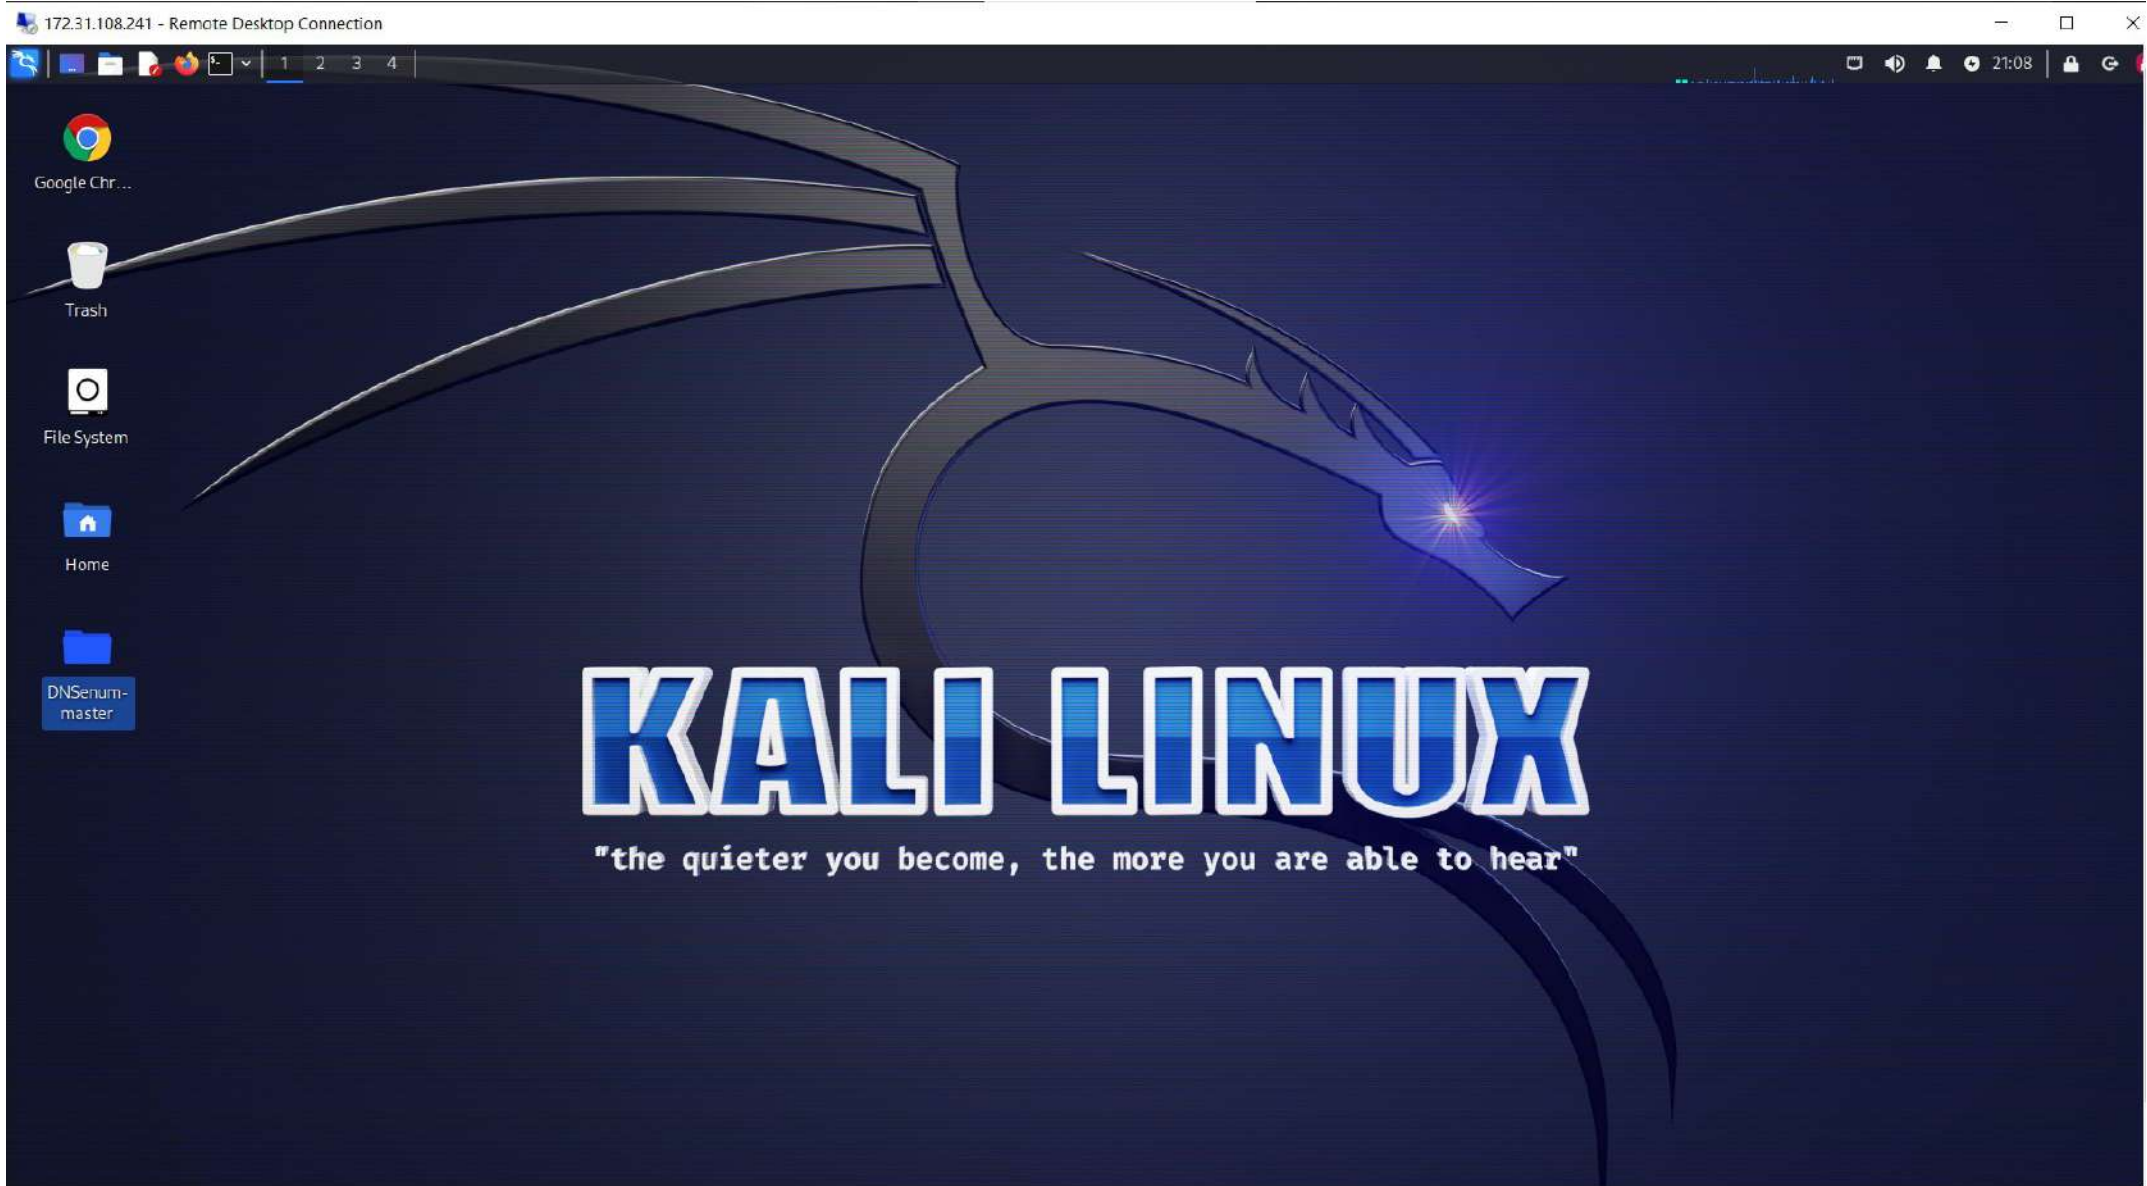 172.31.108.241 - Remote Desktop Connection
1 2 3 4
21:08
Google Chr...
Trash
File System
Home
DNSenum-
master
KALI LINUX
"the quieter you become, the more you are able to hear"